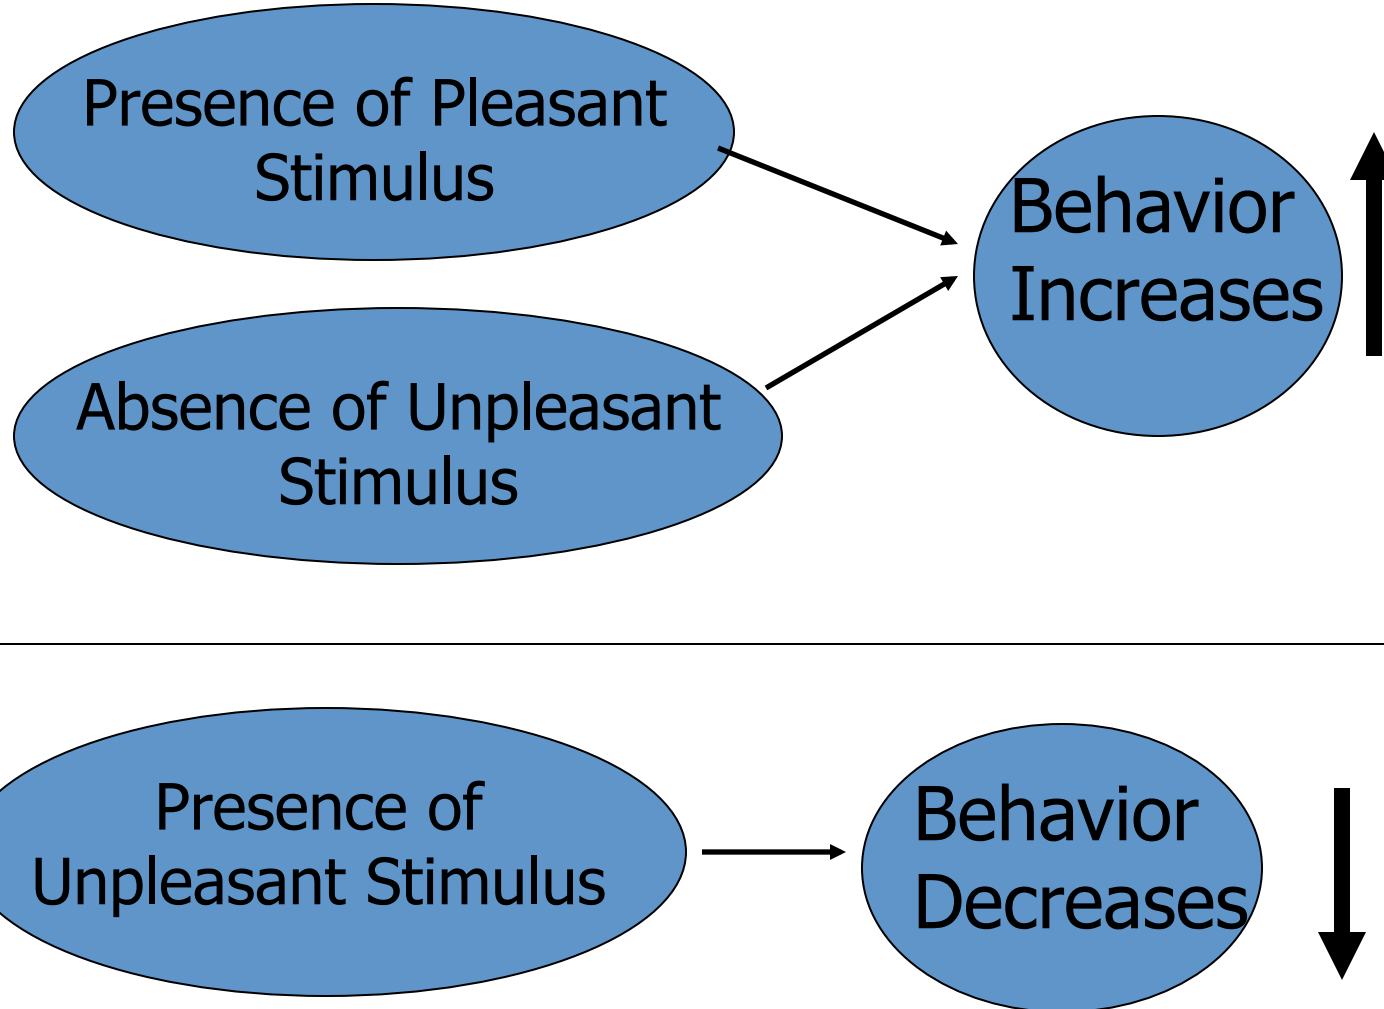 Presence of Pleasant
Stimulus
Behavior
Increases
Absence of Unpleasant
Stimulus
Presence of
Unpleasant Stimulus
Behavior
Decreases